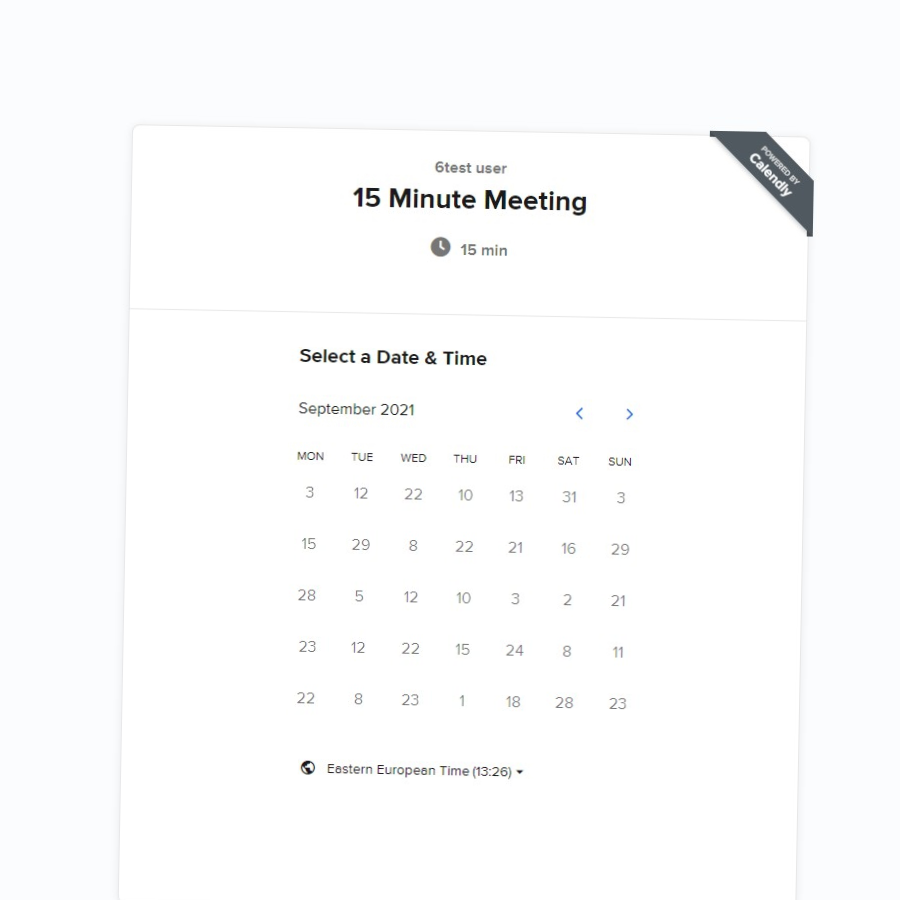 POWERED BY
Calendly
6test user
15 Minute Meeting
15 min
Select a Date & Time
September 2021
MON TUE WED THU FRI SAT SUN
3 12 22 10 13 31 3
15 29 8 22 21 16 29
28 5 12 10 3 2 21
23 12 22 15 24 8 11
22 8 23 1 18 28 23
Eastern European Time (13:26)